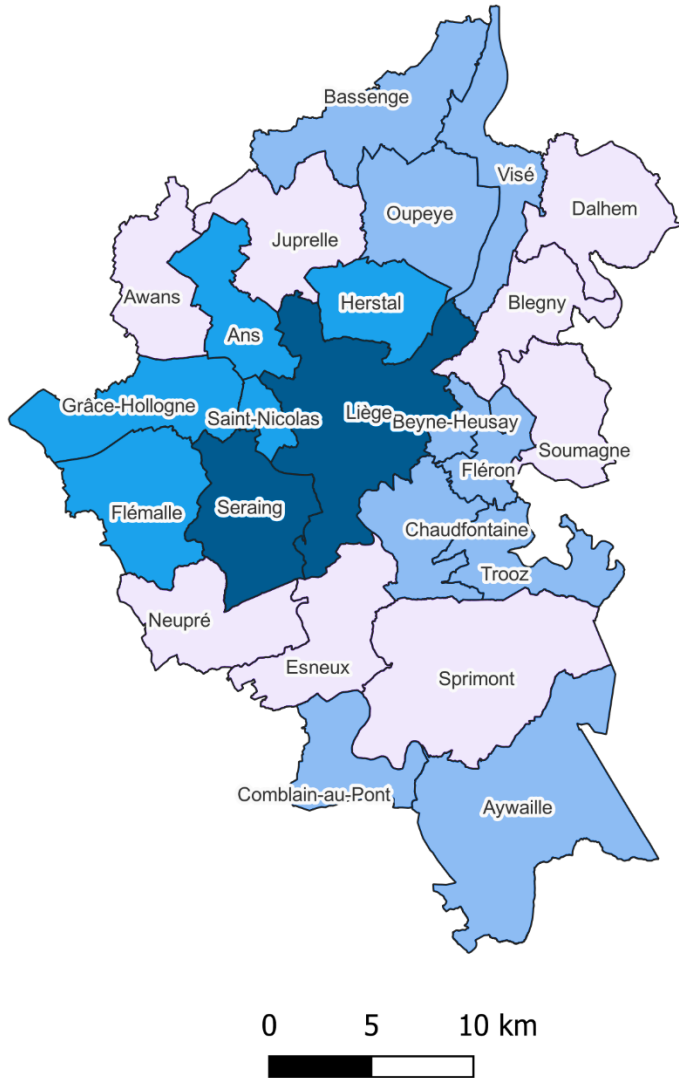 Bassenge
Visé
Dalhem
Oupeye
Juprelle
Awans
Herstal
Blegny
Ans
Grâce-Hollogne
Saint-Nicolas
Liège
Beyne-Heusay
Soumagne
Fléron
Flémalle
Seraing
Chaudfontaine
Trooz
Neupré
Esneux
Sprimont
Comblain-au-Pont
Aywaille
0 5 10 km